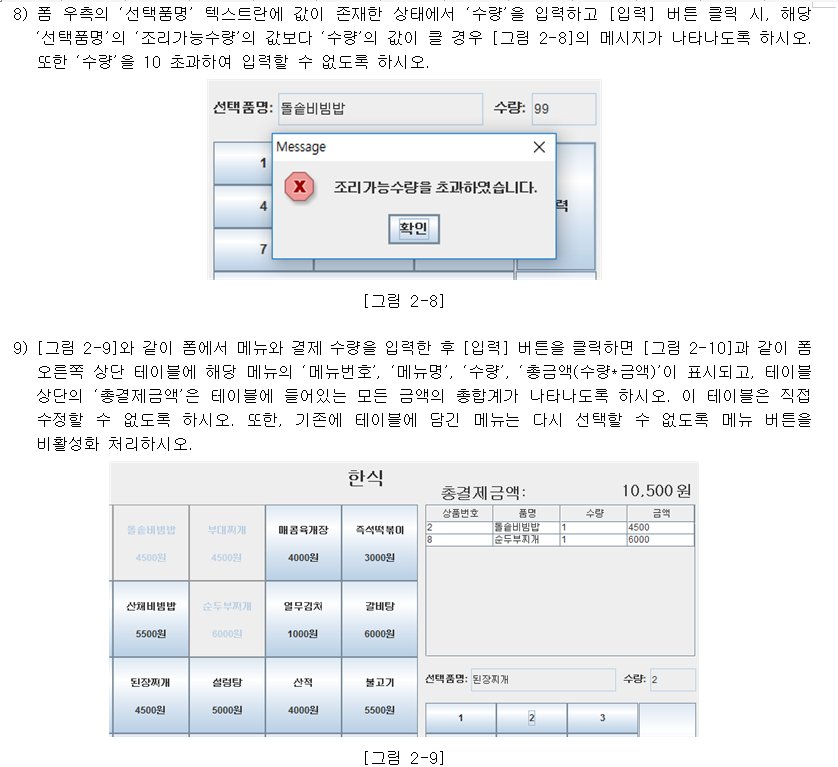 8) 폼 우측의 '선택품명' 텍스트란에 값이 존재한 상태에서 '수량'을 입력하고 [입력] 버튼 클릭 시, 해당
'선택품명'의 '조리가능수량'의 값보다 '수량'의 값이 클 경우 [그림 2-8]의 메시지가 나타나도록 하시오.
또한 '수량'을 10 초과하여 입력할 수 없도록 하시오.
선택품명: 돌솥비빔밥 수량: 99
Message
1
조리가능수량을 초과하였습니다.
4
력
확인
7
[그림 2-8]
9) [그림 2-9]와 같이 폼에서 메뉴와 결제 수량을 입력한 후 [입력] 버튼을 클릭하면 [그림 2-10]과 같이 폼
오른쪽 상단 테이블에 해당 메뉴의 '메뉴번호', '메뉴명', '수량', '총금액(수량*금액)'이 표시되고, 테이블
상단의 '총결제금액'은 테이블에 들어있는 모든 금액의 총합계가 나타나도록 하시오. 이 테이블은 직접
수정할 수 없도록 하시오. 또한, 기존에 테이블에 담긴 메뉴는 다시 선택할 수 없도록 메뉴 버튼을
비활성화 처리하시오.
한식
총결제금액: 10,500원
상품번호 품명 수량 금액
2 돌솥비빔밥 1 4500
8 순두부찌개 1 6000
돌솥비빔밥 부대찌개 매콤육개장 즉석떡볶이
4500원 4500원 4000원 3000원
산채비빔밥 순두부찌개 열무김치 갈비탕
5500원 6000원 1000원 6000원
된장찌개 설렁탕 산적 불고기
4500원 5000원 4000원 5500원
선택품명: 된장찌개 수량: 2
1 2 3
[그림 2-9]